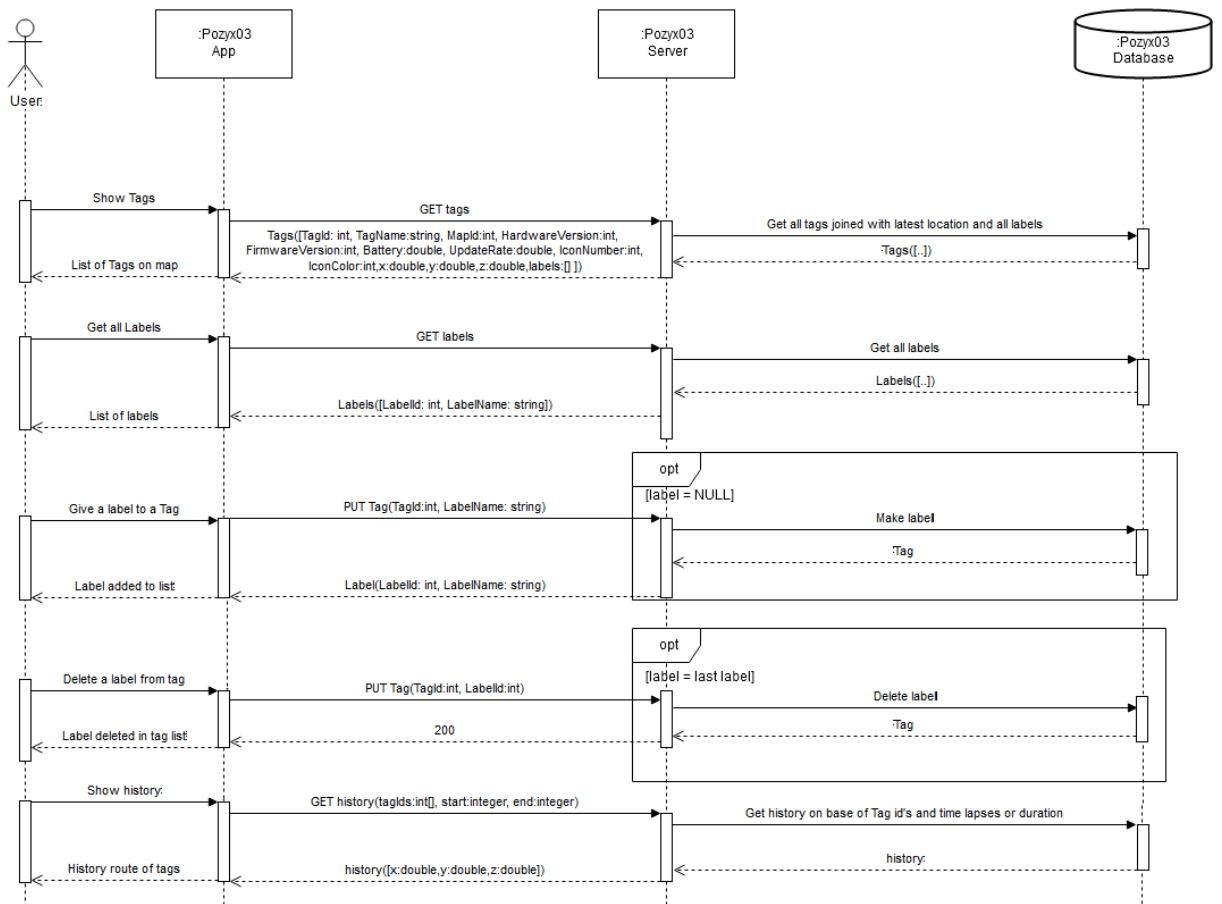 :Pozyx03
App
:Pozyx03
Server
:Pozyx03
Database
User:
Show Tags
GET tags
Get all tags joined with latest location and all labels
Tags([TagId: int, TagName:string, MapId:int, HardwareVersion:int,
FirmwareVersion:int, Battery:double, UpdateRate:double, IconNumber:int,
IconColor:int,x:double,y:double,z:double,labels:[] ])
:Tags([..])
List of Tags on map
Get all Labels
GET labels
Get all labels
Labels([..])
Labels([LabelId: int, LabelName: string])
List of labels
opt
[label = NULL]
Give a label to a Tag
PUT Tag(TagId:int, LabelName: string)
Make label
:Tag
Label added to list:
Label(LabelId: int, LabelName: string)
opt
[label = last label]
Delete a label from tag
PUT Tag(TagId:int, LabelId:int)
Delete label
:Tag
Label deleted in tag list:
200
Show history:
GET history(tagIds:int[], start:integer, end:integer)
Get history on base of Tag id's and time lapses or duration
history:
History route of tags
history([x:double,y:double,z:double])